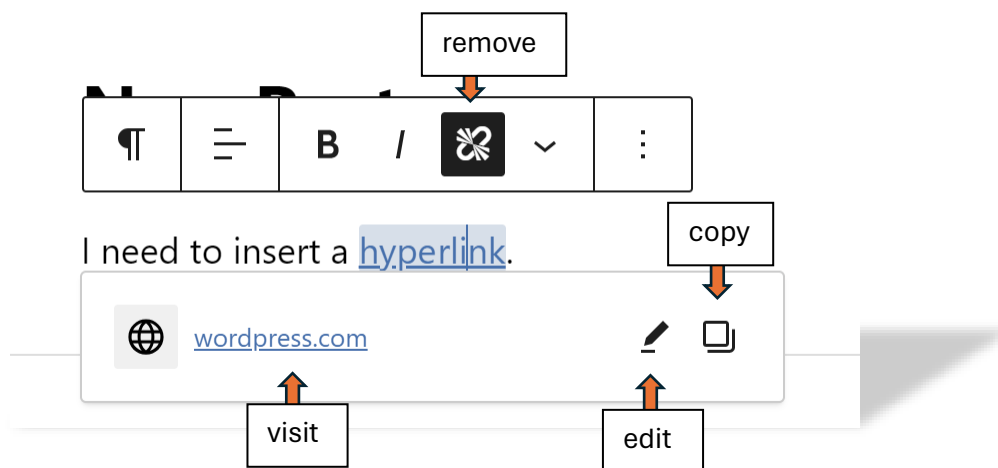 remove
B I
I need to insert a hyperlink.
copy
wordpress.com
visit
edit